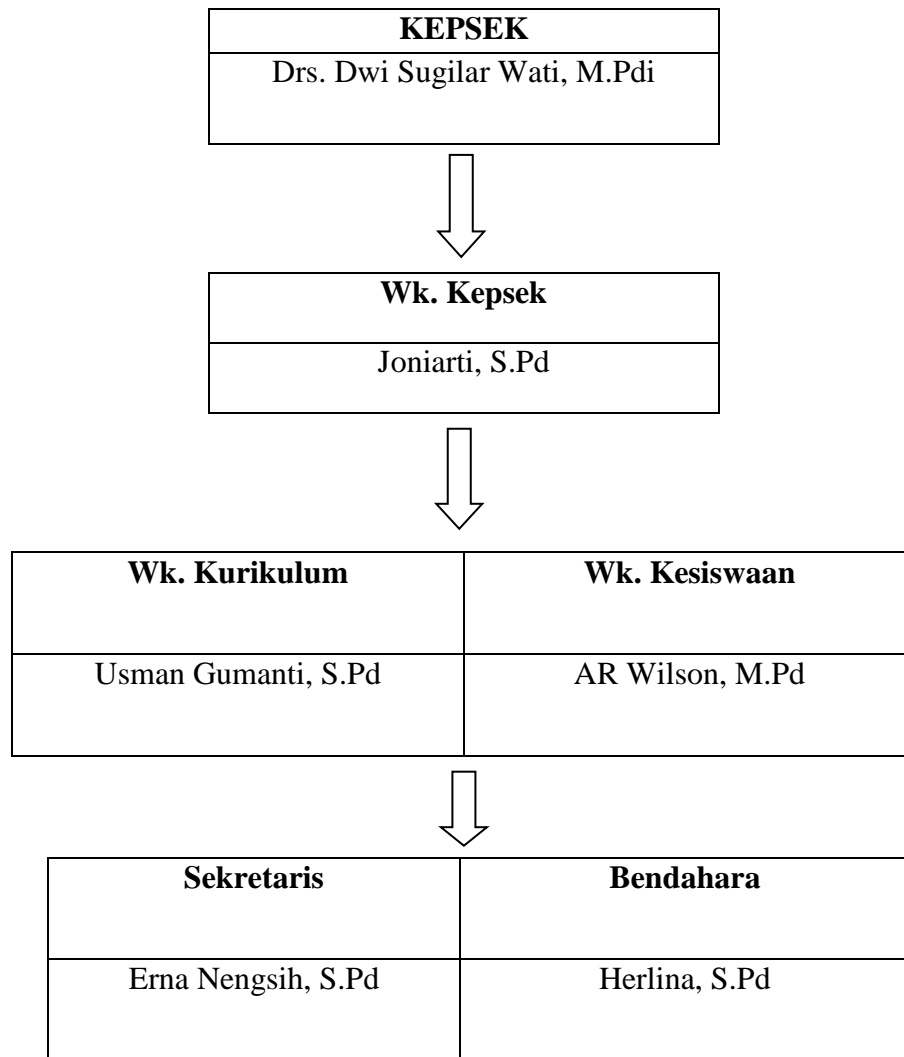 KEPSEK
Drs. Dwi Sugilar Wati, M.Pdi
Wk. Kepsek
Joniarti, S.Pd
Wk. Kurikulum
Wk. Kesiswaan
Usman Gumanti, S.Pd
AR Wilson, M.Pd
Sekretaris
Bendahara
Erna Nengsih, S.Pd
Herlina, S.Pd